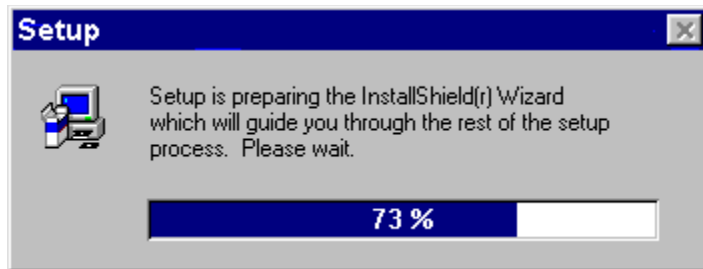 Setup
Setup is preparing the InstallShield(r) Wizard
which will guide you through the rest of the setup
process.  Please wait.
73 %